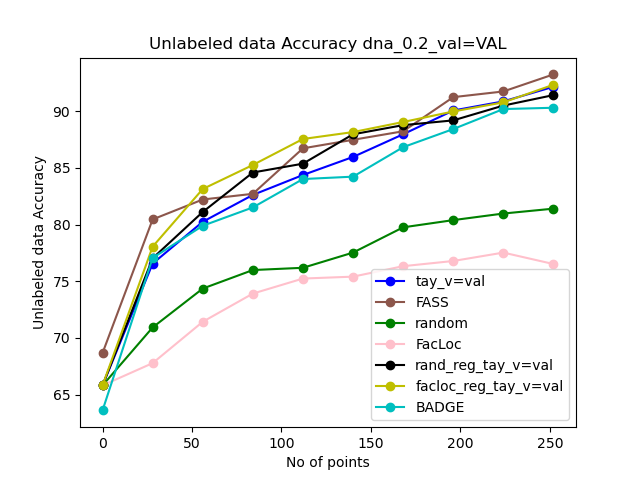 Unlabeled data Accuracy dna_0.2_val=VAL
Unlabeled data Accuracy
90
85
80
75
70
65
0 50 100 150 200 250
No of points
tay_v=val
FASS
random
FacLoc
rand_reg_tay_v=val
facloc_reg_tay_v=val
BADGE